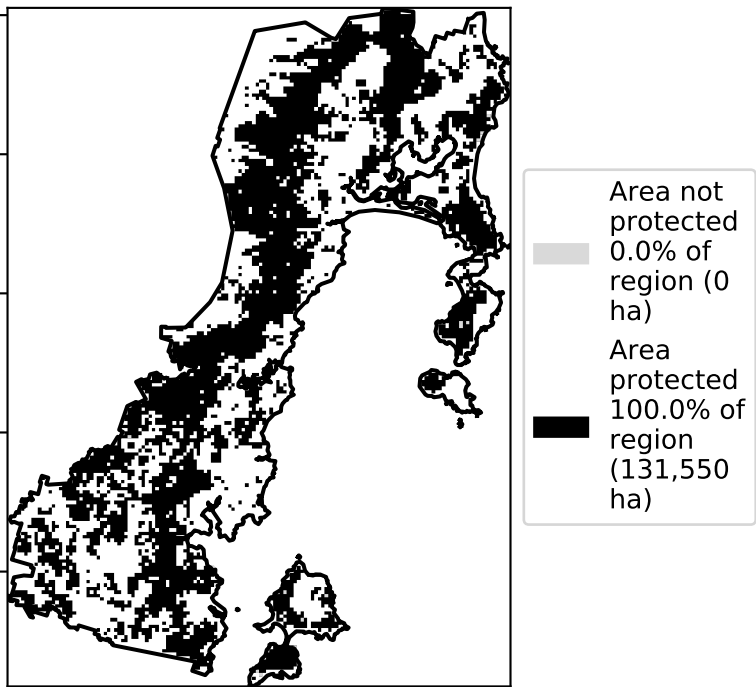 Area not
protected
0.0% of
region (0
ha)
Area
protected
100.0% of
region
(131,550
ha)